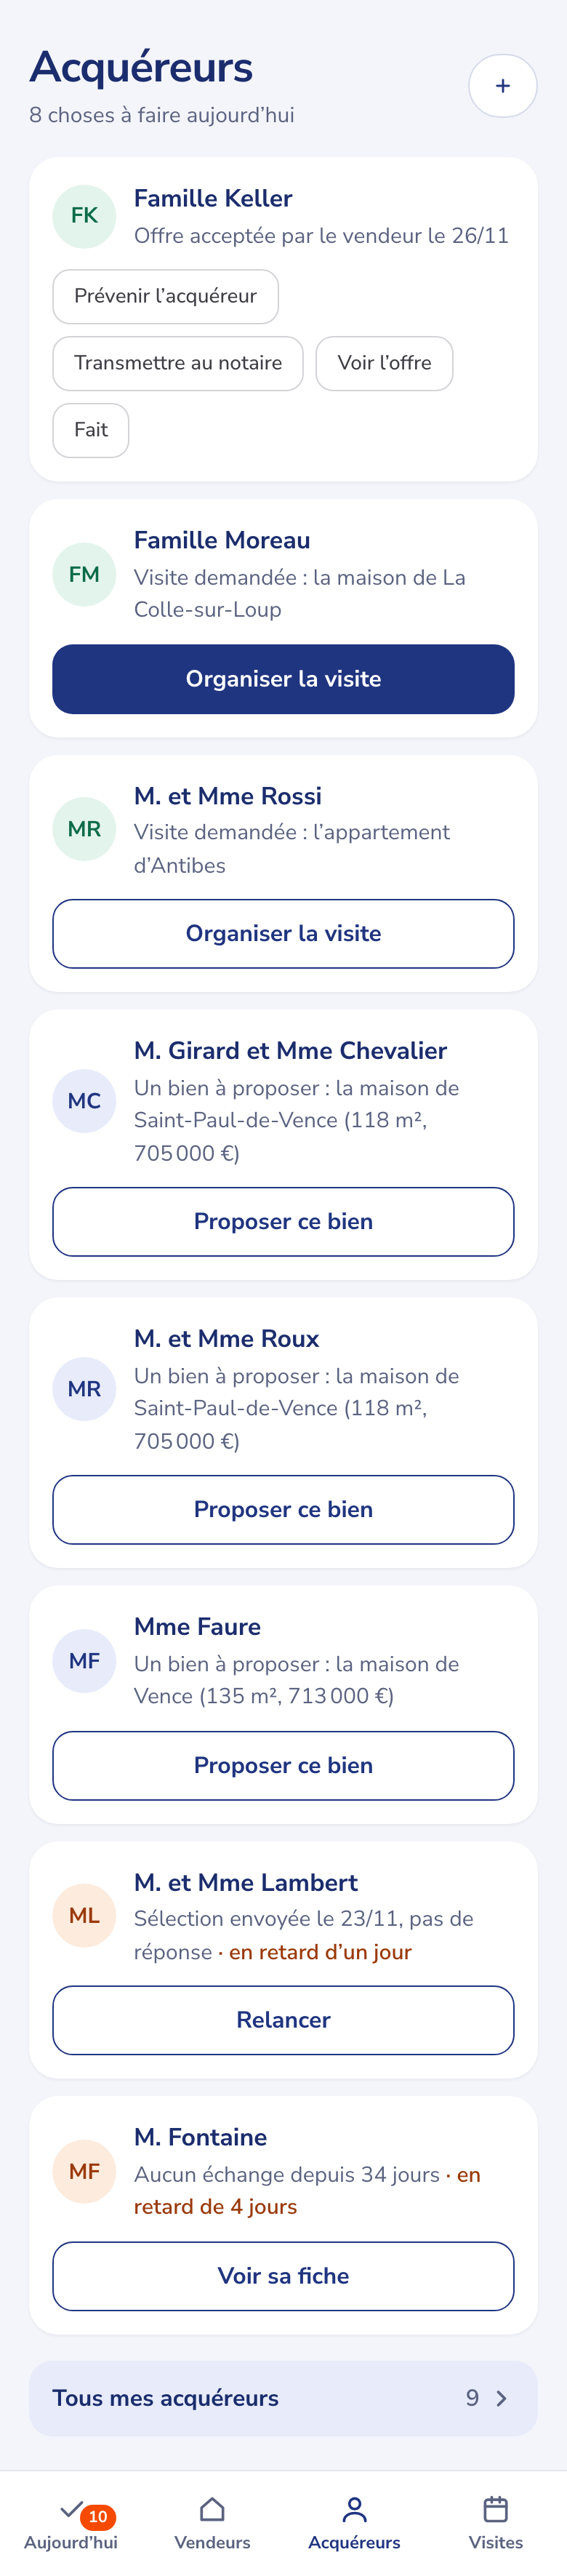 Acquéreurs
8 choses à faire aujourd’hui
+
FK
Famille Keller
Offre acceptée par le vendeur le 26/11
Prévenir l’acquéreur
Transmettre au notaire
Voir l’offre
Fait
FM
Famille Moreau
Visite demandée : la maison de La
Colle-sur-Loup
Organiser la visite
MR
M. et Mme Rossi
Visite demandée : l’appartement
d’Antibes
Organiser la visite
MC
M. Girard et Mme Chevalier
Un bien à proposer : la maison de
Saint-Paul-de-Vence (118 m²,
705 000 €)
Proposer ce bien
MR
M. et Mme Roux
Un bien à proposer : la maison de
Saint-Paul-de-Vence (118 m²,
705 000 €)
Proposer ce bien
MF
Mme Faure
Un bien à proposer : la maison de
Vence (135 m², 713 000 €)
Proposer ce bien
ML
M. et Mme Lambert
Sélection envoyée le 23/11, pas de
réponse · en retard d’un jour
Relancer
MF
M. Fontaine
Aucun échange depuis 34 jours · en
retard de 4 jours
Voir sa fiche
Tous mes acquéreurs 9
10
Aujourd’hui
Vendeurs
Acquéreurs
Visites